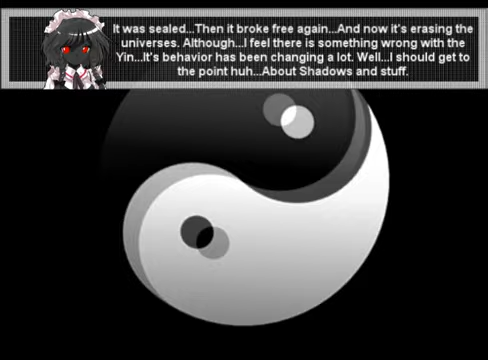 It was sealed...Then it broke free again...And now it's erasing the
universes. Although...I feel there is something wrong with the
Yin...It's behavior has been changing a lot. Well...I should get to
the point huh...About Shadows and stuff.